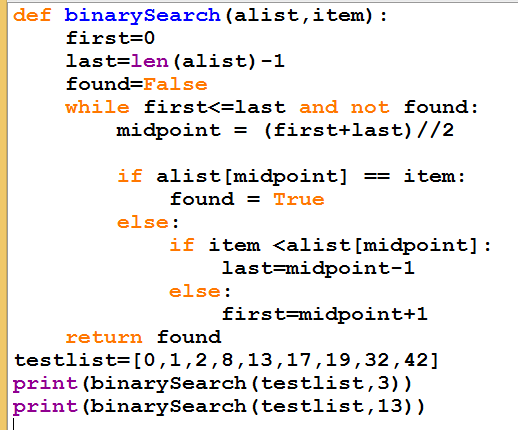 def binarySearch(alist,item):
    first=0
    last=len(alist)-1
    found=False
    while first<=last and not found:
        midpoint = (first+last)//2

        if alist[midpoint] == item:
            found = True
        else:
            if item <alist[midpoint]:
                last=midpoint-1
            else:
                first=midpoint+1
    return found
testlist=[0,1,2,8,13,17,19,32,42]
print(binarySearch(testlist,3))
print(binarySearch(testlist,13))